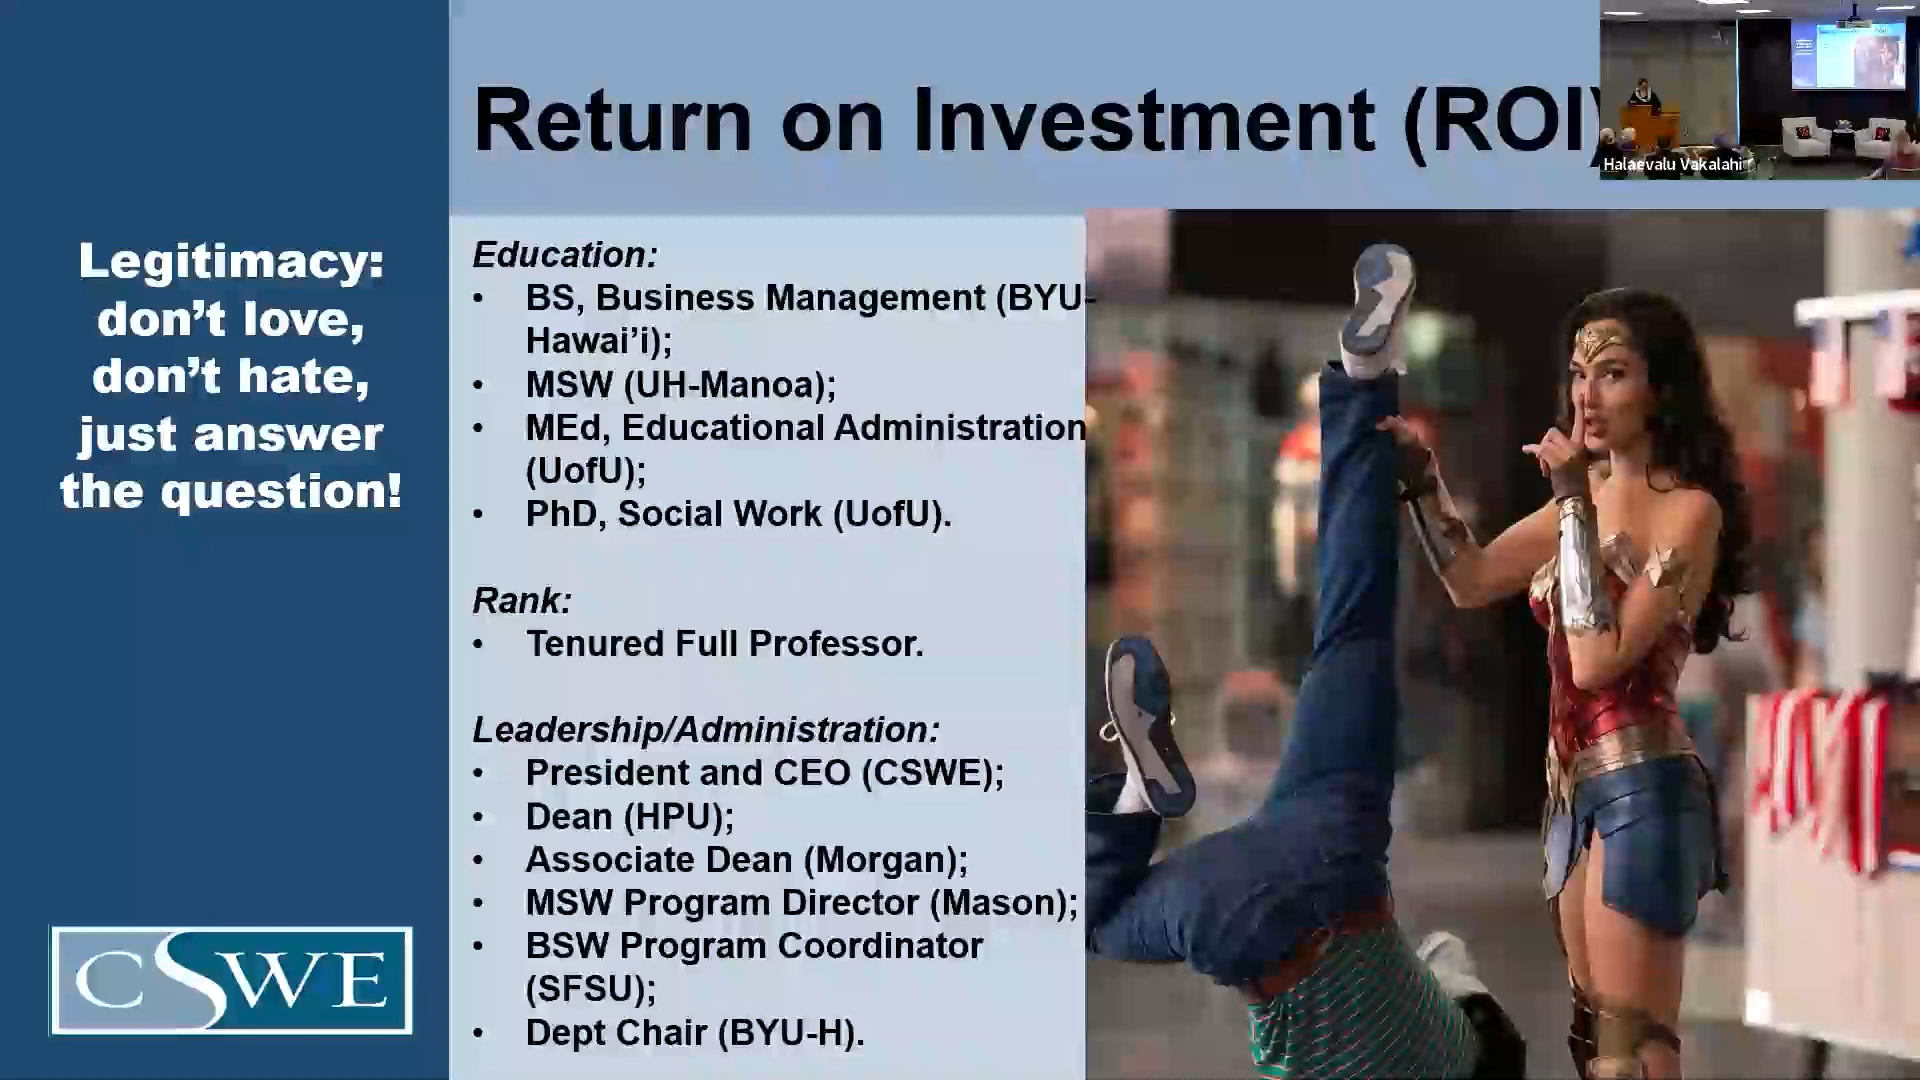 Return on Investment (ROI)
Halaevalu Vakalahi
Legitimacy:
don’t love,
don’t hate,
just answer
the question!
Education:
• BS, Business Management (BYU-
Hawai’i);
• MSW (UH-Manoa);
• MEd, Educational Administration
(UofU);
• PhD, Social Work (UofU).
Rank:
• Tenured Full Professor.
Leadership/Administration:
• President and CEO (CSWE);
• Dean (HPU);
• Associate Dean (Morgan);
• MSW Program Director (Mason);
• BSW Program Coordinator
(SFSU);
• Dept Chair (BYU-H).
CSWE